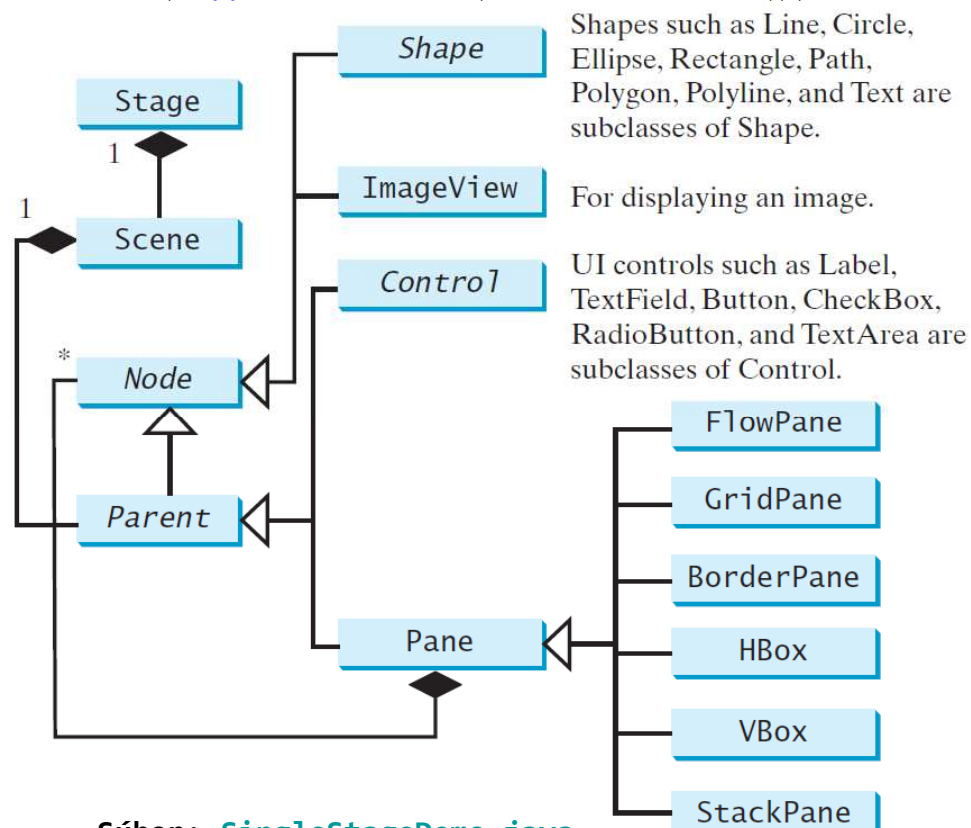 Shape
Shapes such as Line, Circle,
Ellipse, Rectangle, Path,
Polygon, Polyline, and Text are
subclasses of Shape.
Stage
1
ImageView
For displaying an image.
1
Scene
Control
UI controls such as Label,
TextField, Button, CheckBox,
RadioButton, and TextArea are
subclasses of Control.
*
Node
FlowPane
GridPane
Parent
BorderPane
Pane
HBox
VBox
StackPane